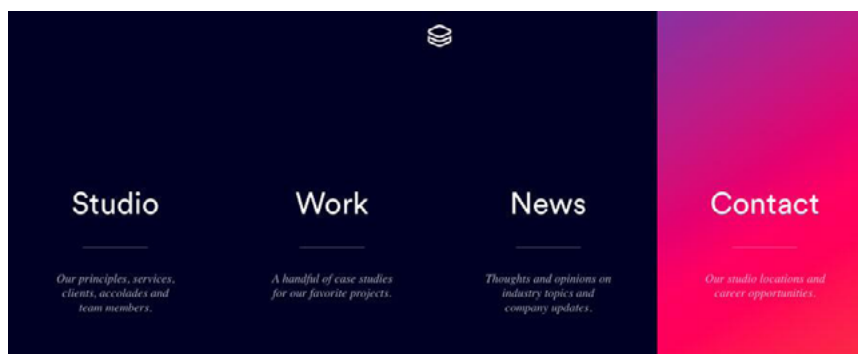 Studio
Our principles, services,
clients, accolades and
team members.
Work
A handful of case studies
for our favorite projects.
News
Thoughts and opinions on
industry topics and
company updates.
Contact
Our studio locations and
career opportunities.